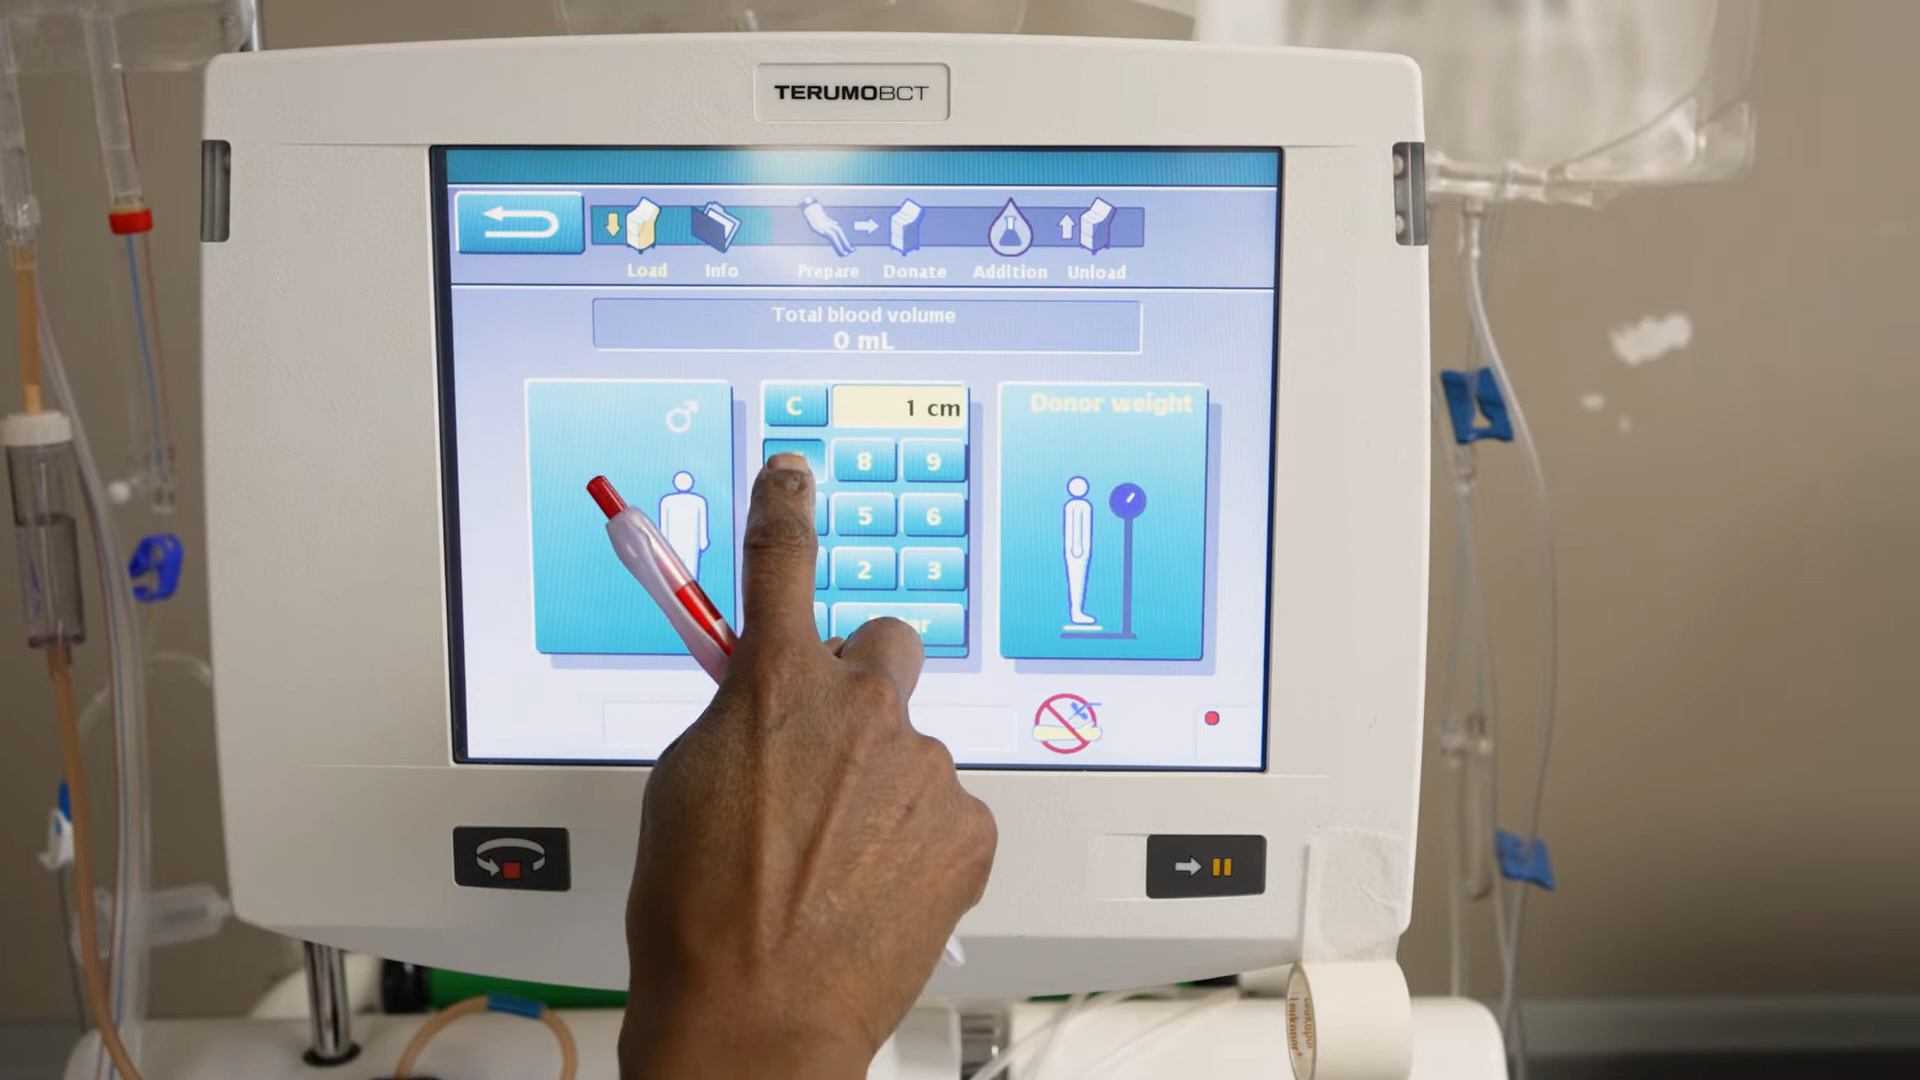 TERUMOBCT
Load Info Prepare Donate Addition Unload
Total blood volume
0 mL
C 1 cm
Donor weight
8 9
5 6
2 3
Leukopor